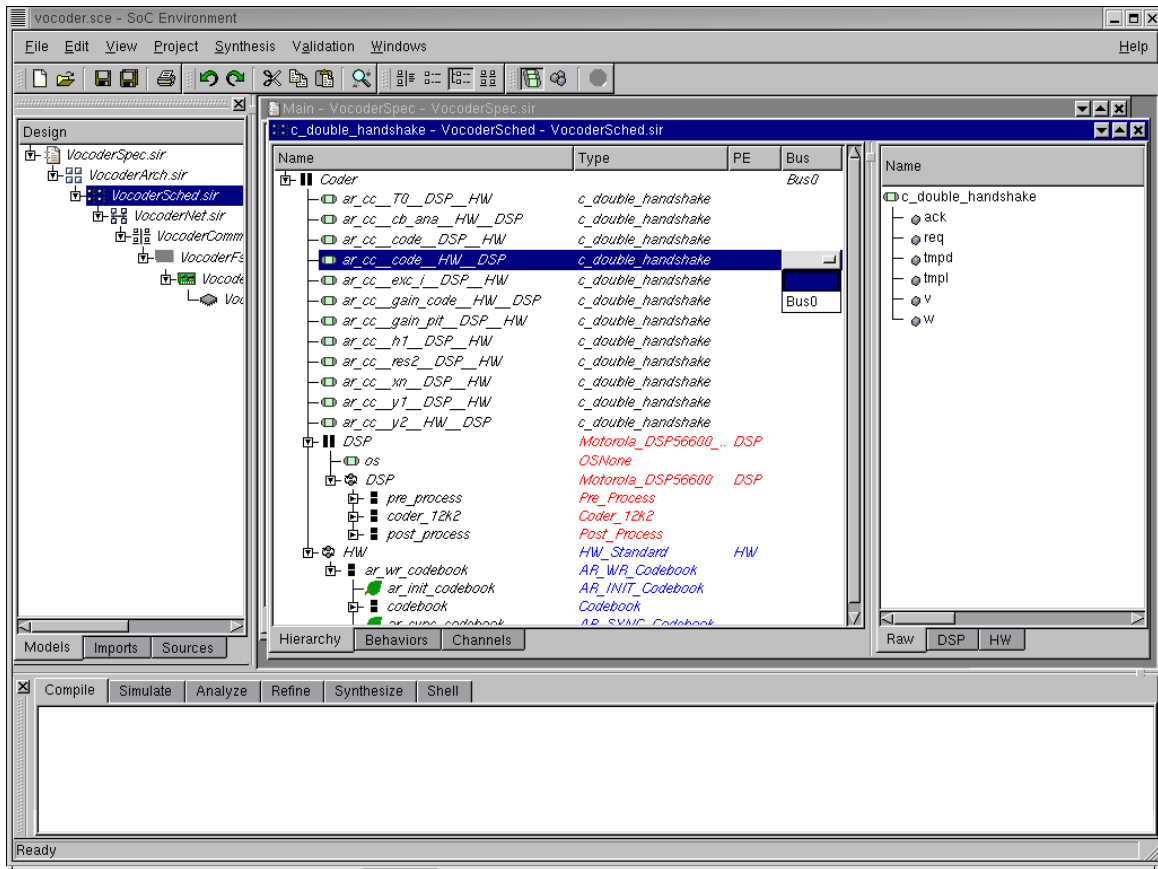 vocoder.sce - SoC Environment
File Edit View Project Synthesis Validation Windows Help
Design
VocoderSpec.sir
VocoderArch.sir
VocoderSched.sir
VocoderNet.sir
VocoderComm
VocoderFs
Vocode
Voc
Models Imports Sources
Main - VocoderSpec - VocoderSpec.sir
c_double_handshake - VocoderSched - VocoderSched.sir
Name Type PE Bus
Coder Bus0
ar_cc__T0__DSP__HW c_double_handshake
ar_cc__cb_ana__HW__DSP c_double_handshake
ar_cc__code__DSP__HW c_double_handshake
ar_cc__code__HW__DSP c_double_handshake
ar_cc__exc_i__DSP__HW c_double_handshake
ar_cc__gain_code__HW__DSP c_double_handshake Bus0
ar_cc__gain_pit__DSP__HW c_double_handshake
ar_cc__h1__DSP__HW c_double_handshake
ar_cc__res2__DSP__HW c_double_handshake
ar_cc__xn__DSP__HW c_double_handshake
ar_cc__y1__DSP__HW c_double_handshake
ar_cc__y2__HW__DSP c_double_handshake
DSP Motorola_DSP56600_.. DSP
os OSNone
DSP Motorola_DSP56600 DSP
pre_process Pre_Process
coder_12k2 Coder_12k2
post_process Post_Process
HW HW_Standard HW
ar_wr_codebook AR_WR_Codebook
ar_init_codebook AR_INIT_Codebook
codebook Codebook
ar_sync_codebook AR_SYNC_Codebook
Hierarchy Behaviors Channels
Name
c_double_handshake
ack
req
tmpd
tmpl
v
w
Raw DSP HW
Compile Simulate Analyze Refine Synthesize Shell
Ready